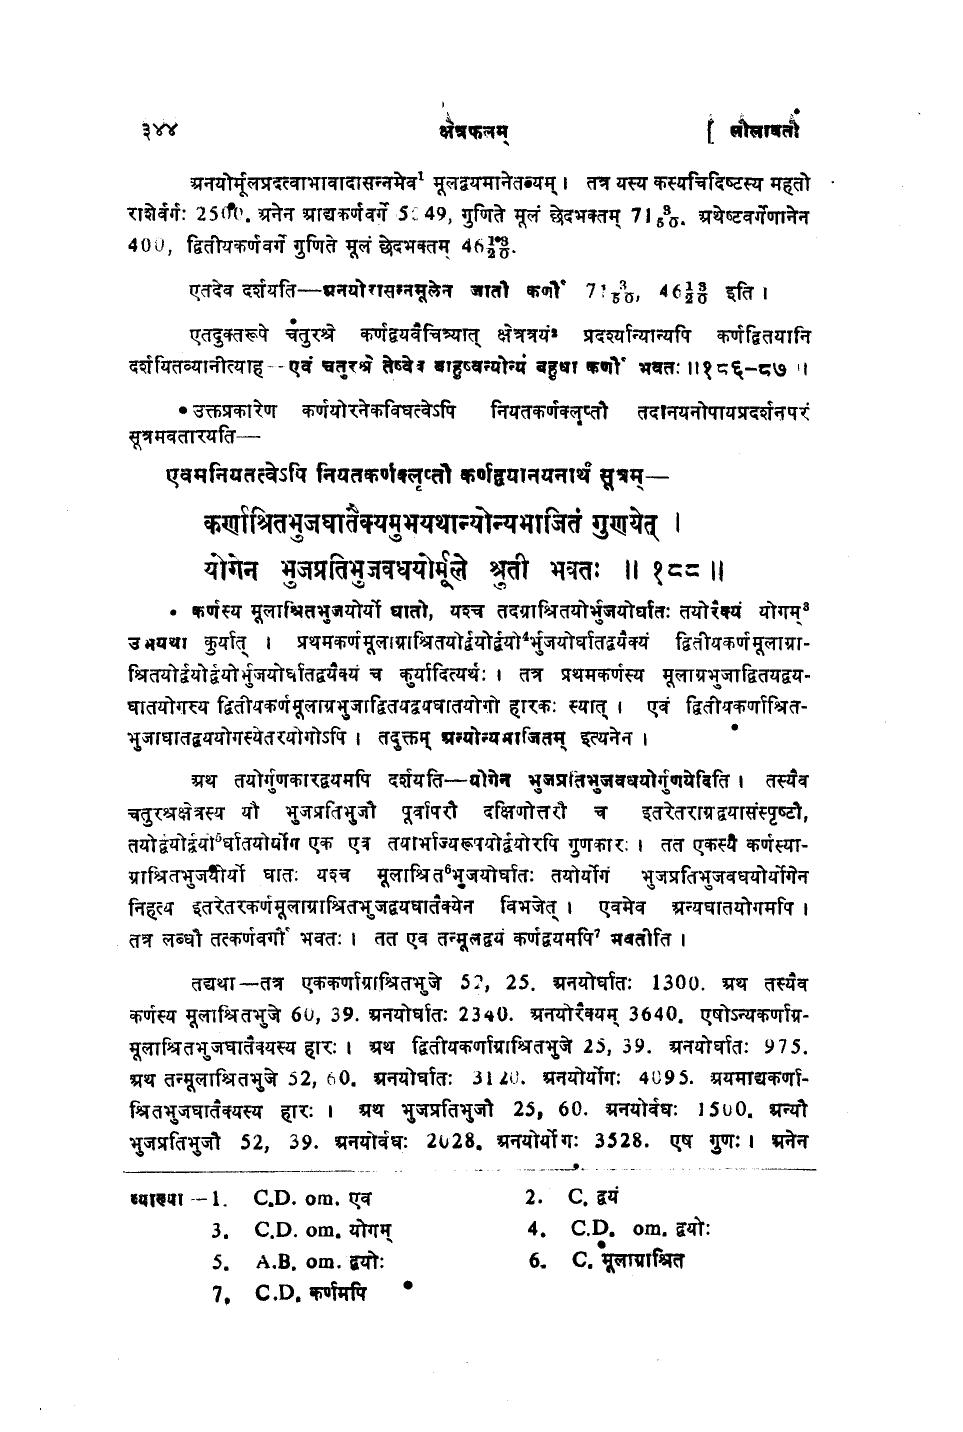 ३४४ क्षेत्रफलम् [ लीलावती
अनयोर्मूलप्रदत्वाभावादासन्नमेव¹ मूलद्वयमानेतव्यम् । तत्र यस्य कस्यचिदिष्टस्य महतो
राशेर्वर्गः 2500. अनेन आद्यकर्णवर्गे 5049, गुणिते मूलं छेदभक्तम् 71 3/50. अथेष्टवर्गेणानेन
400, द्वितीयकर्णवर्गे गुणिते मूलं छेदभक्तम् 46 13/20.
एतदेव दर्शयति—अनयोरासन्नमूलेन जातो कर्णौ 71 3/50, 46 13/20 इति ।
एतदुक्तरूपे चतुरश्रे कर्णद्वयवैचित्र्यात् क्षेत्रत्रयं² प्रदर्श्यान्यान्यपि कर्णद्वितयानि
दर्शयितव्यानीत्याह--एवं चतुरश्रे तेष्वेव बाहुष्वन्योन्यं बहुधा कर्णौ भवतः ॥१८६-८७ ॥
उक्तप्रकारेण कर्णयोरनेकविधत्वेऽपि नियतकर्णक्लृप्तौ तदानयनोपायप्रदर्शनपरं
सूत्रमवतारयति—
एवमनियतत्वेऽपि नियतकर्णक्लृप्तौ कर्णद्वयानयनार्थं सूत्रम्—
कर्णाश्रितभुजघातैक्यमुभयथान्योन्यभाजितं गुणयेत् ।
योगेन भुजप्रतिभुजवधयोर्मूले श्रुती भवतः ॥ १८८ ॥
कर्णस्य मूलाश्रितभुजयोर्यो घातो, यश्च तदग्राश्रितयोर्भुजयोर्घातः तयोरैक्यं योगम्³
उभयथा कुर्यात् । प्रथमकर्णमूलाग्राश्रितयोर्द्वयोर्द्वयो⁴र्भुजयोर्घातद्वयैक्यं द्वितीयकर्णमूलाग्रा-
श्रितयोर्द्वयोर्द्वयोर्भुजयोर्घातद्वयैक्यं च कुर्यादित्यर्थः । तत्र प्रथमकर्णस्य मूलाग्रभुजाद्वितयद्वय-
घातयोगस्य द्वितीयकर्णमूलाग्रभुजाद्वितयद्वयघातयोगो हारकः स्यात् । एवं द्वितीयकर्णाश्रित-
भुजाघातद्वययोगस्येतरयोगोऽपि । तदुक्तम् अन्योन्यभाजितम् इत्यनेन ।
अथ तयोर्गुणकारद्वयमपि दर्शयति—योगेन भुजप्रतिभुजवधयोर्गुणयेदिति । तस्यैव
चतुरश्रक्षेत्रस्य यौ भुजप्रतिभुजौ पूर्वापरौ दक्षिणोत्तरौ च इतरेतराग्रद्वयासंस्पृष्टौ,
तयोर्द्वयोर्द्वयो⁵र्घातयोर्योग एक एव तयोर्भाज्यरूपयोर्द्वयोरपि गुणकारः । तत एकस्यै कर्णस्या-
ग्राश्रितभुजयोर्यो घातः यश्च मूलाश्रित⁶भुजयोर्घातः तयोर्योगं भुजप्रतिभुजवधयोर्योगेन
निहत्य इतरेतरकर्णमूलाग्राश्रितभुजद्वयघातैक्येन विभजेत् । एवमेव अन्यघातयोगमपि ।
तत्र लब्धौ तत्कर्णवर्गौ भवतः । तत एव तन्मूलद्वयं कर्णद्वयमपि⁷ भवतीति ।
तद्यथा—तत्र एककर्णाग्राश्रितभुजे 52, 25. अनयोर्घातः 1300. अथ तस्यैव
कर्णस्य मूलाश्रितभुजे 60, 39. अनयोर्घातः 2340. अनयोरैक्यम् 3640. एषोऽन्यकर्णाग्र-
मूलाश्रितभुजघातैक्यस्य हारः । अथ द्वितीयकर्णाग्राश्रितभुजे 25, 39. अनयोर्घातः 975.
अथ तन्मूलाश्रितभुजे 52, 60. अनयोर्घातः 3120. अनयोर्योगः 4095. अयमाद्यकर्णा-
श्रितभुजघातैक्यस्य हारः । अथ भुजप्रतिभुजौ 25, 60. अनयोर्वधः 1500. अन्यौ
भुजप्रतिभुजौ 52, 39. अनयोर्वधः 2028. अनयोर्योगः 3528. एष गुणः । अनेन
व्याख्या—1. C.D. om. एव 2. C. द्वयं
3. C.D. om. योगम् 4. C.D. om. द्वयोः
5. A.B. om. द्वयोः 6. C. मूलाग्राश्रित
7. C.D. कर्णमपि